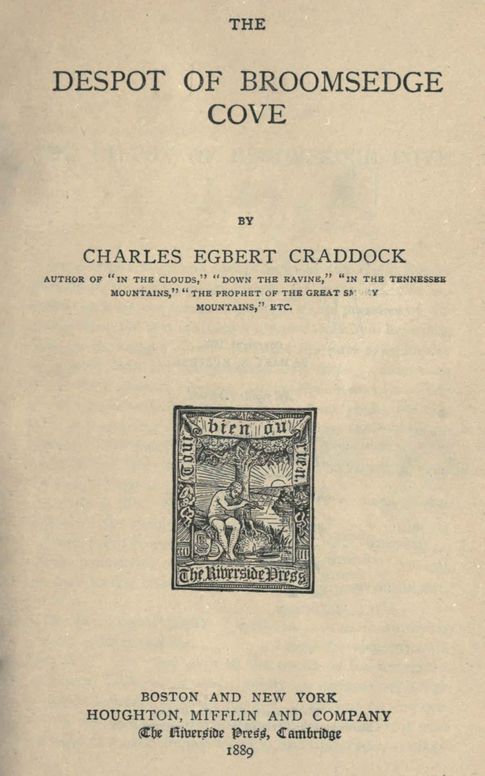 THE
DESPOT OF BROOMSEDGE
COVE
BY
CHARLES EGBERT CRADDOCK
AUTHOR OF "IN THE CLOUDS," "DOWN THE RAVINE," "IN THE TENNESSEE
MOUNTAINS," "THE PROPHET OF THE GREAT
MOUNTAINS," ETC.
Tout bien ou rien.
The Riverside Press
BOSTON AND NEW YORK
HOUGHTON, MIFFLIN AND COMPANY
The Riverside Press, Cambridge
1889